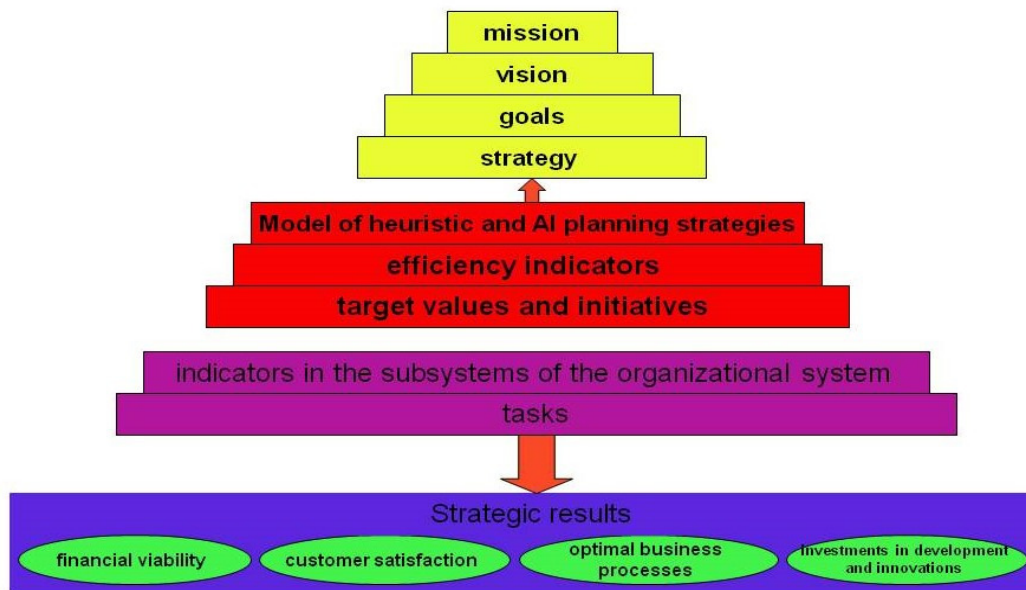 mission
vision
goals
strategy
Model of heuristic and AI planning strategies
efficiency indicators
target values and initiatives
indicators in the subsystems of the organizational system
tasks
Strategic results
financial viability
customer satisfaction
optimal business
processes
Investments in development
and innovations